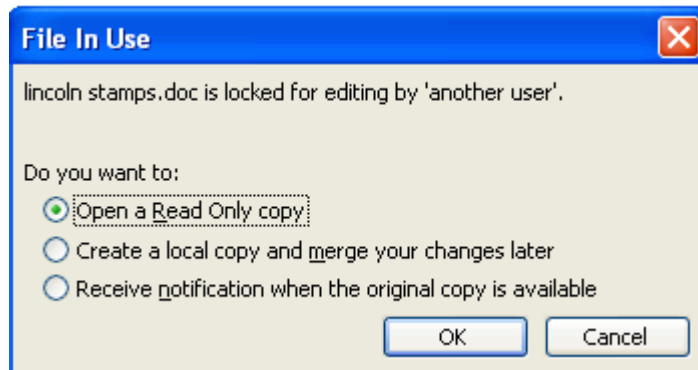 File In Use
lincoln stamps.doc is locked for editing by 'another user'.
Do you want to:
Open a Read Only copy
Create a local copy and merge your changes later
Receive notification when the original copy is available
OK Cancel